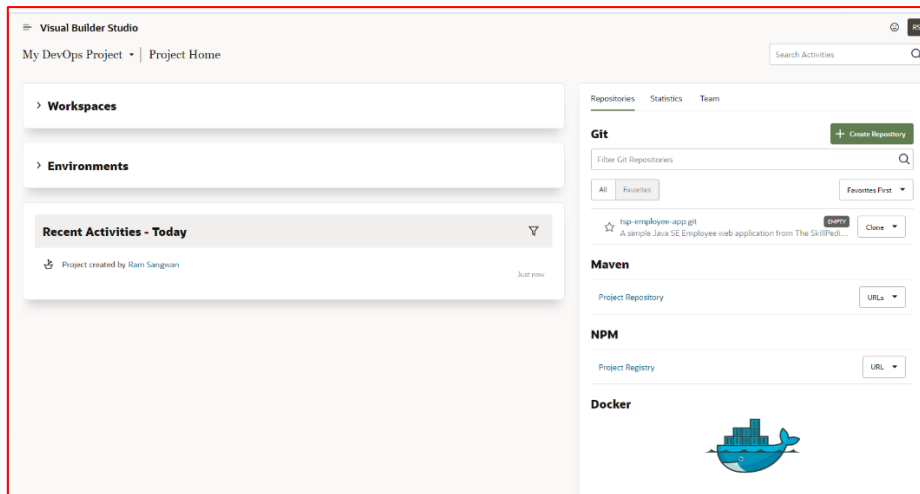 Visual Builder Studio
RS
My DevOps Project | Project Home
Search Activities
Workspaces
Environments
Recent Activities - Today
Project created by Ram Sangwan
Just now
Repositories Statistics Team
Git
+ Create Repository
Filter Git Repositories
All Favorites
Favorites First
tsp-employee-app.git
EMPTY
A simple Java SE Employee web application from The SkillPedi...
Clone
Maven
Project Repository
URLs
NPM
Project Registry
URL
Docker